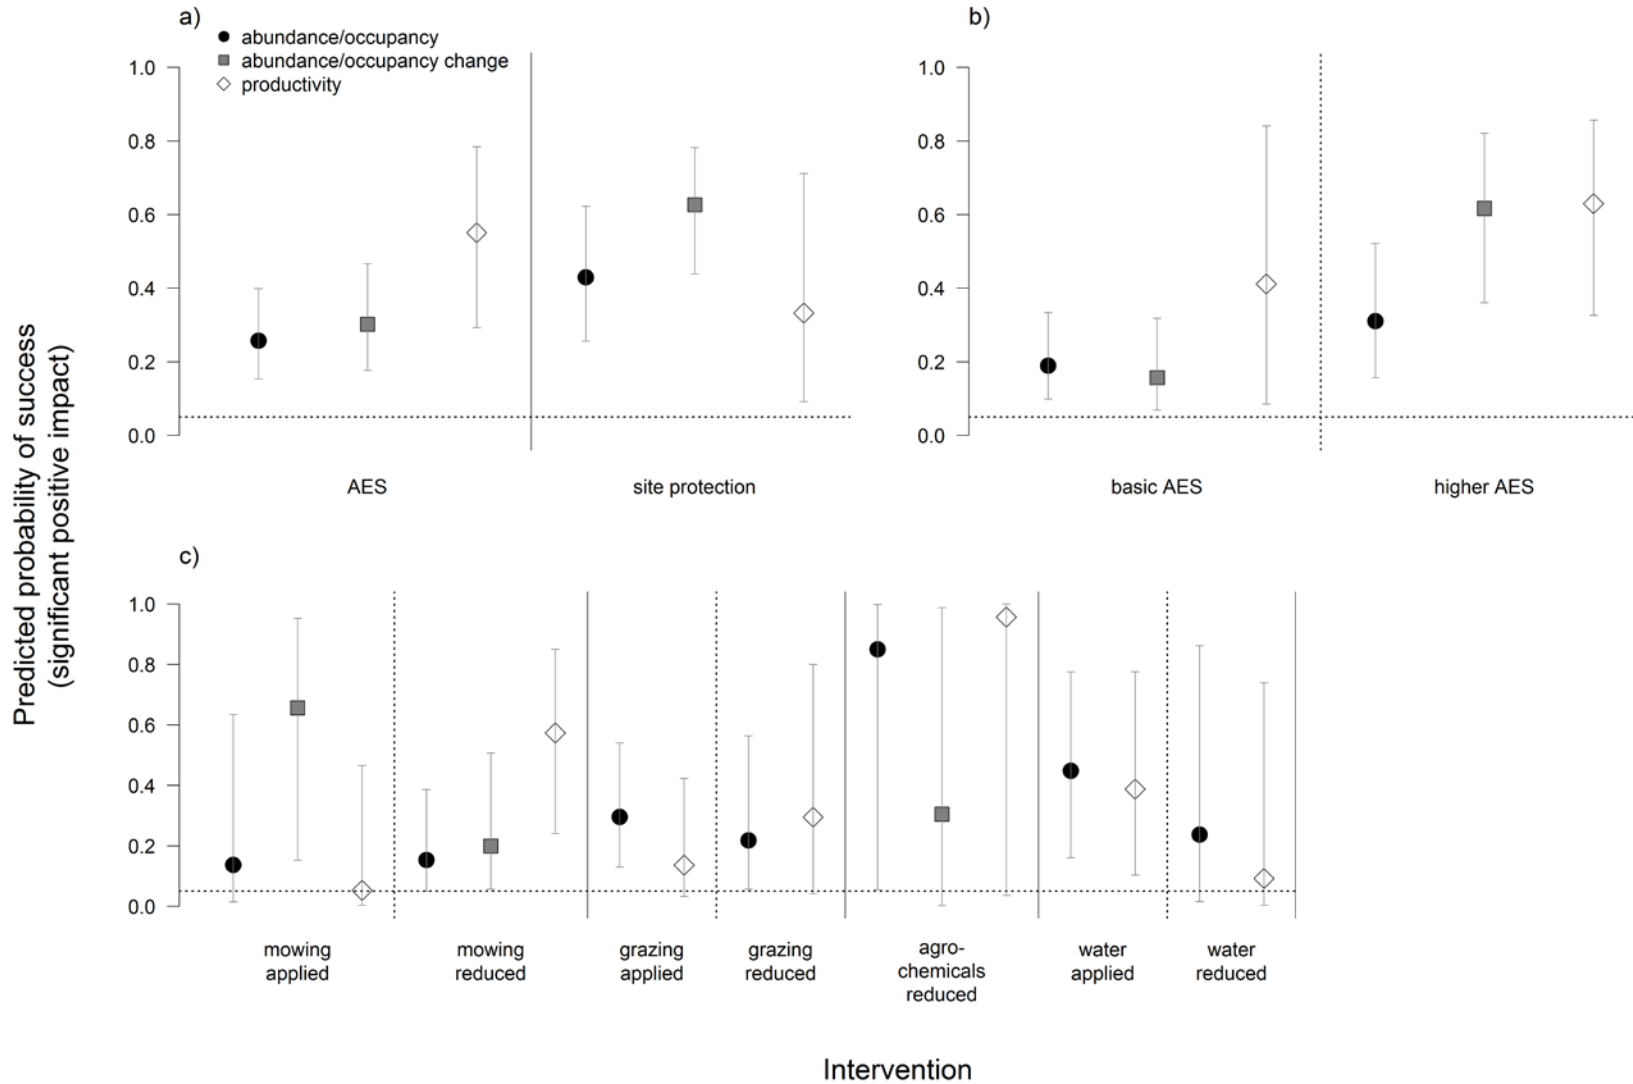 a)
abundance/occupancy
abundance/occupancy change
productivity
1.0
0.8
0.6
0.4
0.2
0.0
AES
site protection
b)
1.0
0.8
0.6
0.4
0.2
0.0
basic AES
higher AES
Predicted probability of success
(significant positive impact)
c)
1.0
0.8
0.6
0.4
0.2
0.0
mowing
applied
mowing
reduced
grazing
applied
grazing
reduced
agro-
chemicals
reduced
water
applied
water
reduced
Intervention